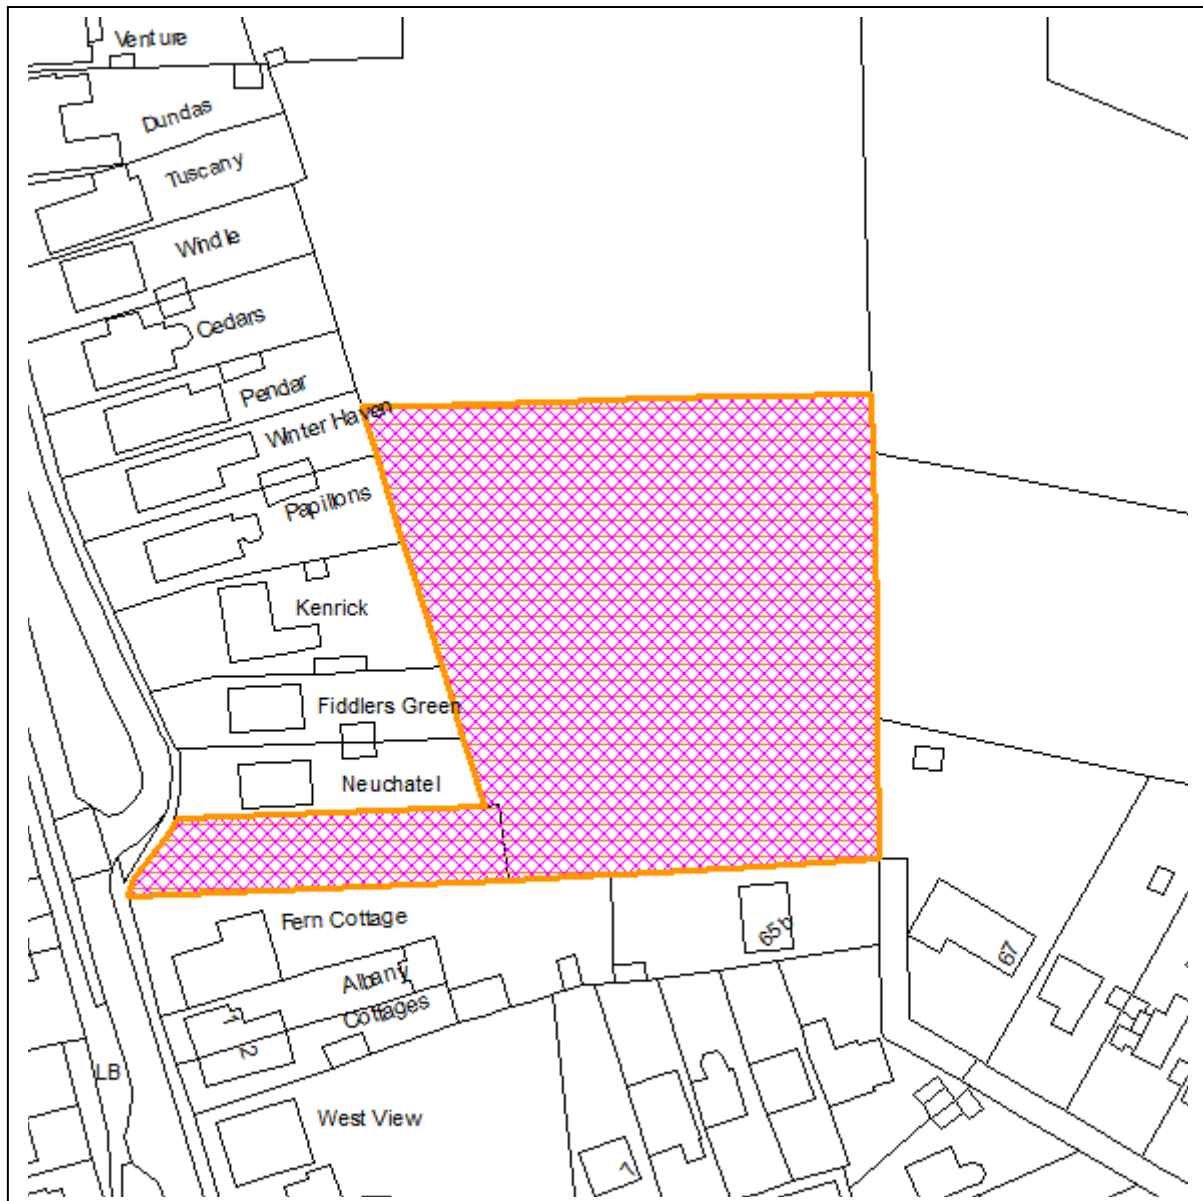 Venture
Dundas
Tuscany
Windle
Cedars
Pendar
Winter Haven
Papillons
Kenrick
Fiddlers Green
Neuchatel
Fern Cottage
65b
67
Albany
Cottages
1
2
LB
West View
7